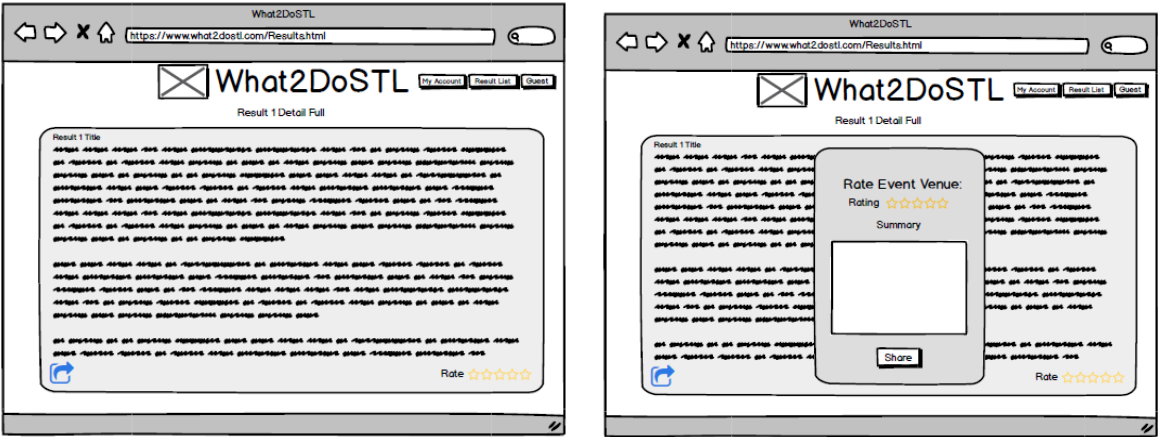 What2DoSTL
https://www.what2dostl.com/Results.html
What2DoSTL
My Account
Result List
Guest
Result 1 Detail Full
Result 1 Title
Rate
What2DoSTL
https://www.what2dostl.com/Results.html
What2DoSTL
My Account
Result List
Guest
Result 1 Detail Full
Result 1 Title
Rate Event Venue:
Rating
Summary
Share
Rate